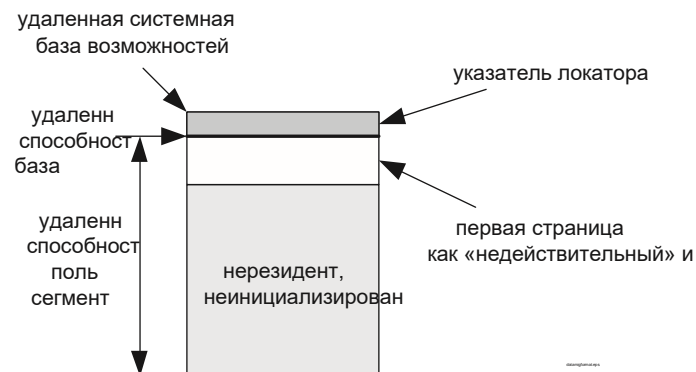 удаленная системная
база возможностей
указатель локатора
удаленн
способност
база
удаленн
способност
поль
сегмент
первая страница
как «недействительный» и
нерезидент,
неинициализирован